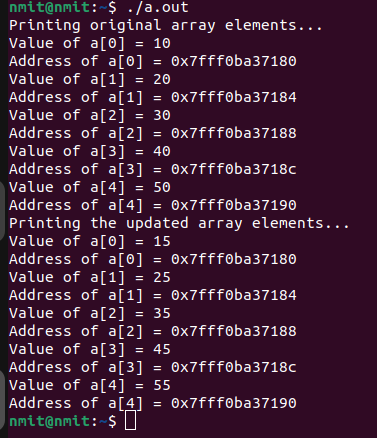 nmit@nmit:~$ ./a.out
Printing original array elements...
Value of a[0] = 10
Address of a[0] = 0x7fff0ba37180
Value of a[1] = 20
Address of a[1] = 0x7fff0ba37184
Value of a[2] = 30
Address of a[2] = 0x7fff0ba37188
Value of a[3] = 40
Address of a[3] = 0x7fff0ba3718c
Value of a[4] = 50
Address of a[4] = 0x7fff0ba37190
Printing the updated array elements...
Value of a[0] = 15
Address of a[0] = 0x7fff0ba37180
Value of a[1] = 25
Address of a[1] = 0x7fff0ba37184
Value of a[2] = 35
Address of a[2] = 0x7fff0ba37188
Value of a[3] = 45
Address of a[3] = 0x7fff0ba3718c
Value of a[4] = 55
Address of a[4] = 0x7fff0ba37190
nmit@nmit:~$